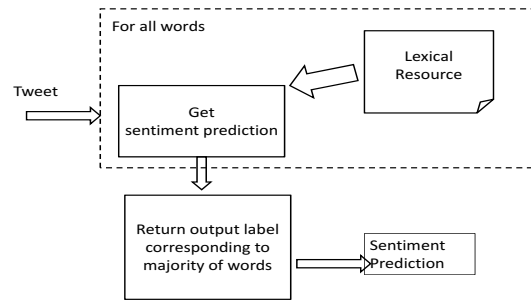 For all words
Lexical
Resource
Tweet
Get
sentiment prediction
Return output label
corresponding to
majority of words
Sentiment
Prediction